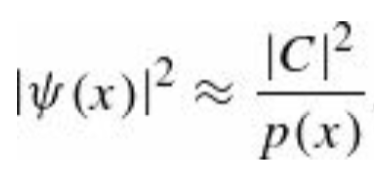 |ψ(x)|² ≈ |C|² / p(x)